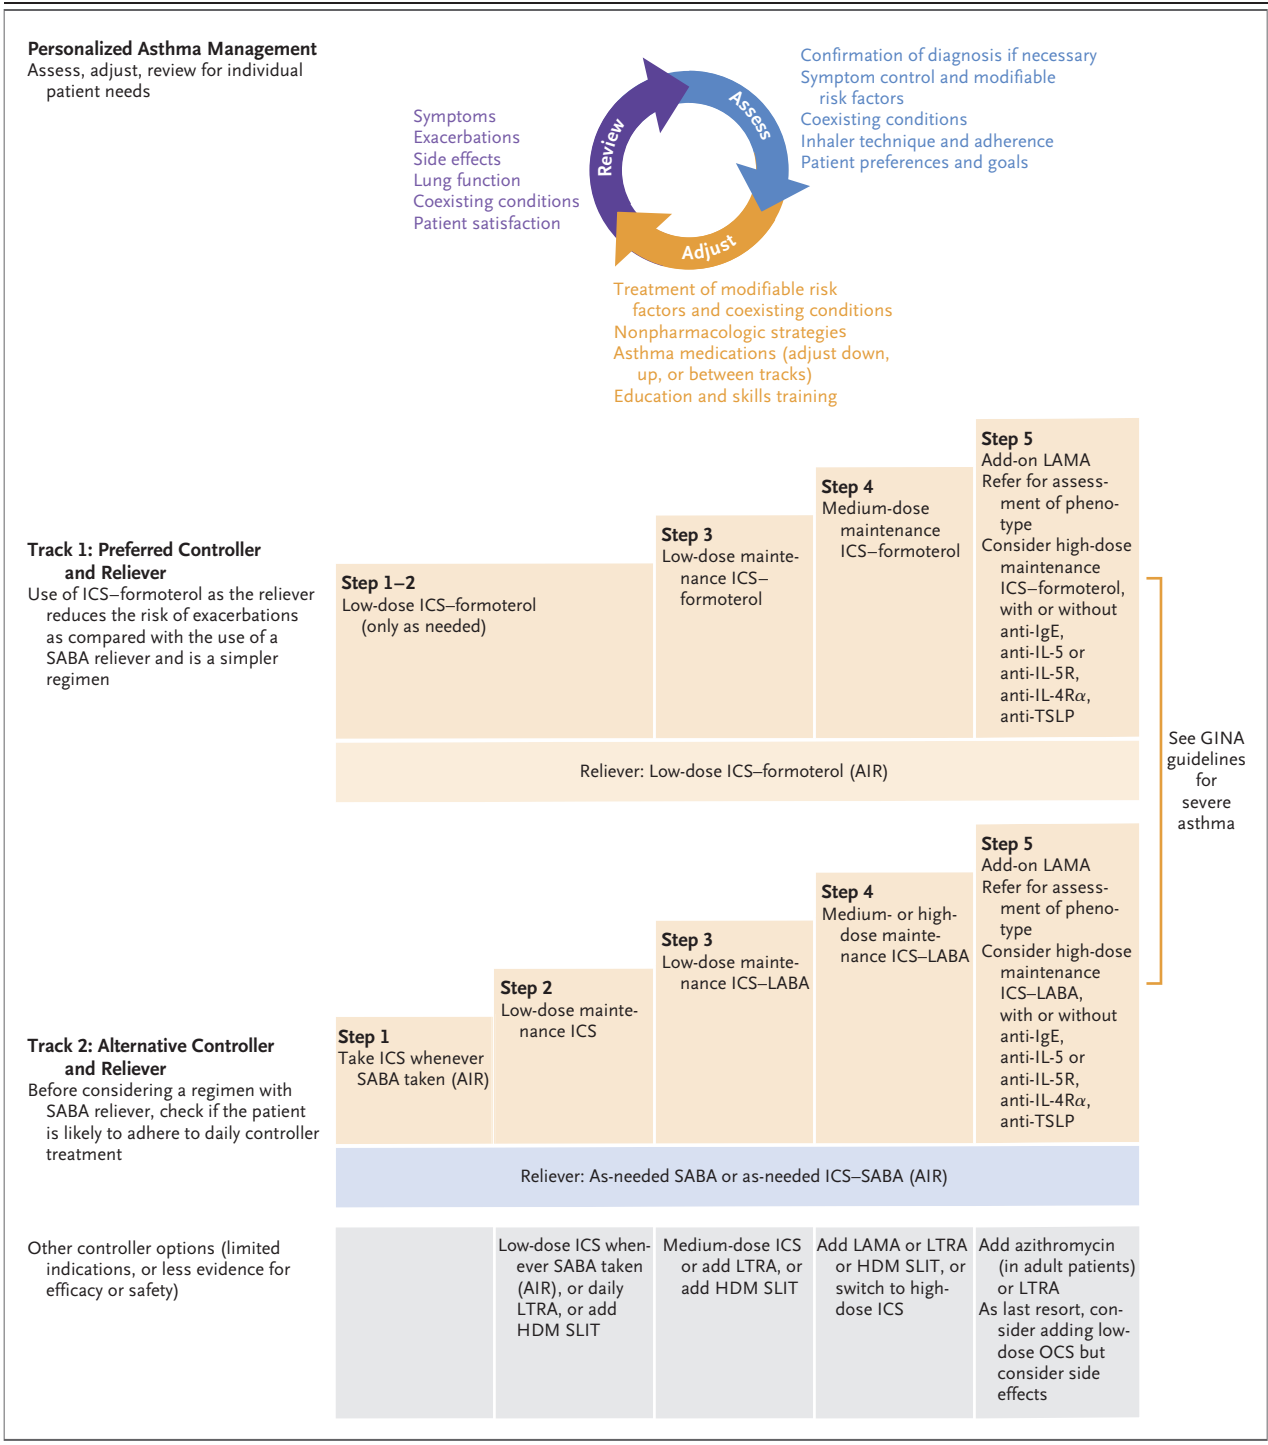 Personalized Asthma Management
Assess, adjust, review for individual
patient needs
Symptoms
Exacerbations
Side effects
Lung function
Coexisting conditions
Patient satisfaction
Review
Assess
Adjust
Confirmation of diagnosis if necessary
Symptom control and modifiable
risk factors
Coexisting conditions
Inhaler technique and adherence
Patient preferences and goals
Treatment of modifiable risk
factors and coexisting conditions
Nonpharmacologic strategies
Asthma medications (adjust down,
up, or between tracks)
Education and skills training
Track 1: Preferred Controller
and Reliever
Use of ICS–formoterol as the reliever
reduces the risk of exacerbations
as compared with the use of a
SABA reliever and is a simpler
regimen
Step 1–2
Low-dose ICS–formoterol
(only as needed)
Step 3
Low-dose mainte-
nance ICS–
formoterol
Step 4
Medium-dose
maintenance
ICS–formoterol
Step 5
Add-on LAMA
Refer for assess-
ment of pheno-
type
Consider high-dose
maintenance
ICS–formoterol,
with or without
anti-IgE,
anti-IL-5 or
anti-IL-5R,
anti-IL-4Rα,
anti-TSLP
Reliever: Low-dose ICS–formoterol (AIR)
See GINA
guidelines
for
severe
asthma
Track 2: Alternative Controller
and Reliever
Before considering a regimen with
SABA reliever, check if the patient
is likely to adhere to daily controller
treatment
Step 1
Take ICS whenever
SABA taken (AIR)
Step 2
Low-dose mainte-
nance ICS
Step 3
Low-dose mainte-
nance ICS–LABA
Step 4
Medium- or high-
dose mainte-
nance ICS–LABA
Step 5
Add-on LAMA
Refer for assess-
ment of pheno-
type
Consider high-dose
maintenance
ICS–LABA,
with or without
anti-IgE,
anti-IL-5 or
anti-IL-5R,
anti-IL-4Rα,
anti-TSLP
Reliever: As-needed SABA or as-needed ICS–SABA (AIR)
Other controller options (limited
indications, or less evidence for
efficacy or safety)
Low-dose ICS when-
ever SABA taken
(AIR), or daily
LTRA, or add
HDM SLIT
Medium-dose ICS
or add LTRA, or
add HDM SLIT
Add LAMA or LTRA
or HDM SLIT, or
switch to high-
dose ICS
Add azithromycin
(in adult patients)
or LTRA
As last resort, con-
sider adding low-
dose OCS but
consider side
effects